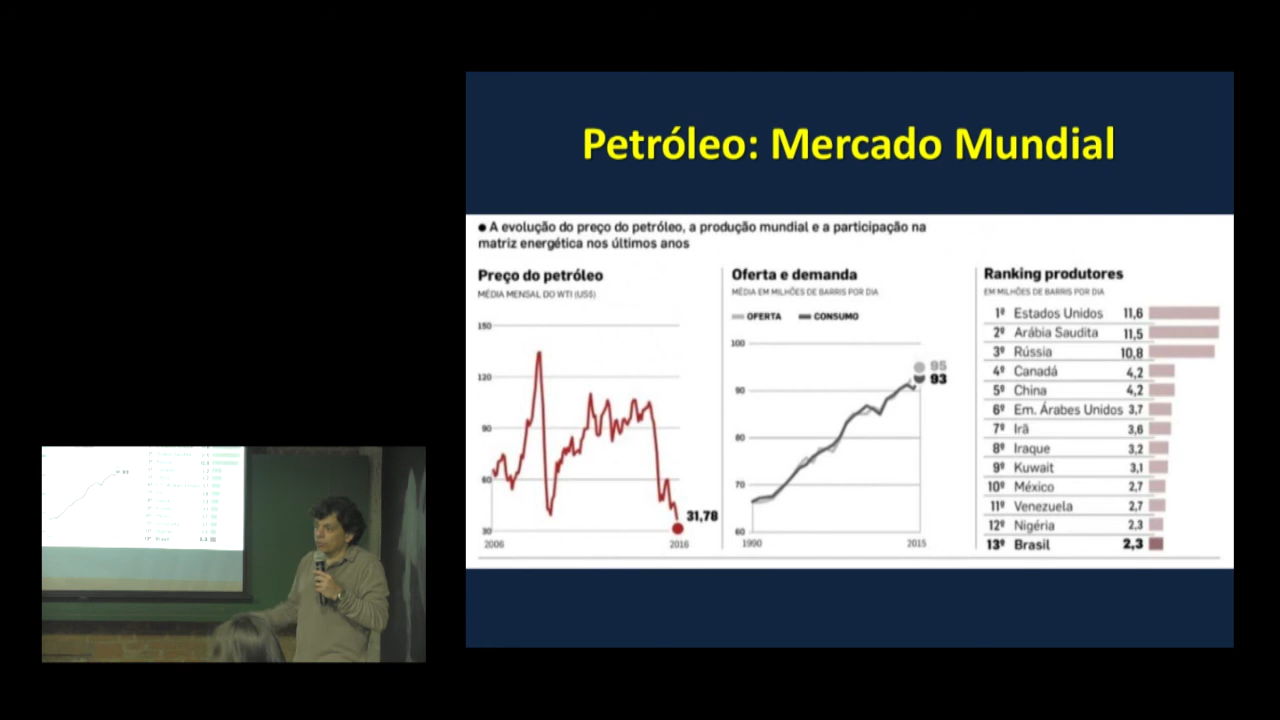 Petróleo: Mercado Mundial
● A evolução do preço do petróleo, a produção mundial e a participação na
matriz energética nos últimos anos
Preço do petróleo
MÉDIA MENSAL DO WTI (US$)
150
120
90
60
30
31,78
2006
2016
Oferta e demanda
MÉDIA EM MILHÕES DE BARRIS POR DIA
OFERTA
CONSUMO
100
90
80
70
60
95
93
1990
2015
Ranking produtores
EM MILHÕES DE BARRIS POR DIA
1º Estados Unidos 11,6
2º Arábia Saudita 11,5
3º Rússia 10,8
4º Canadá 4,2
5º China 4,2
6º Em. Árabes Unidos 3,7
7º Irã 3,6
8º Iraque 3,2
9º Kuwait 3,1
10º México 2,7
11º Venezuela 2,7
12º Nigéria 2,3
13º Brasil 2,3